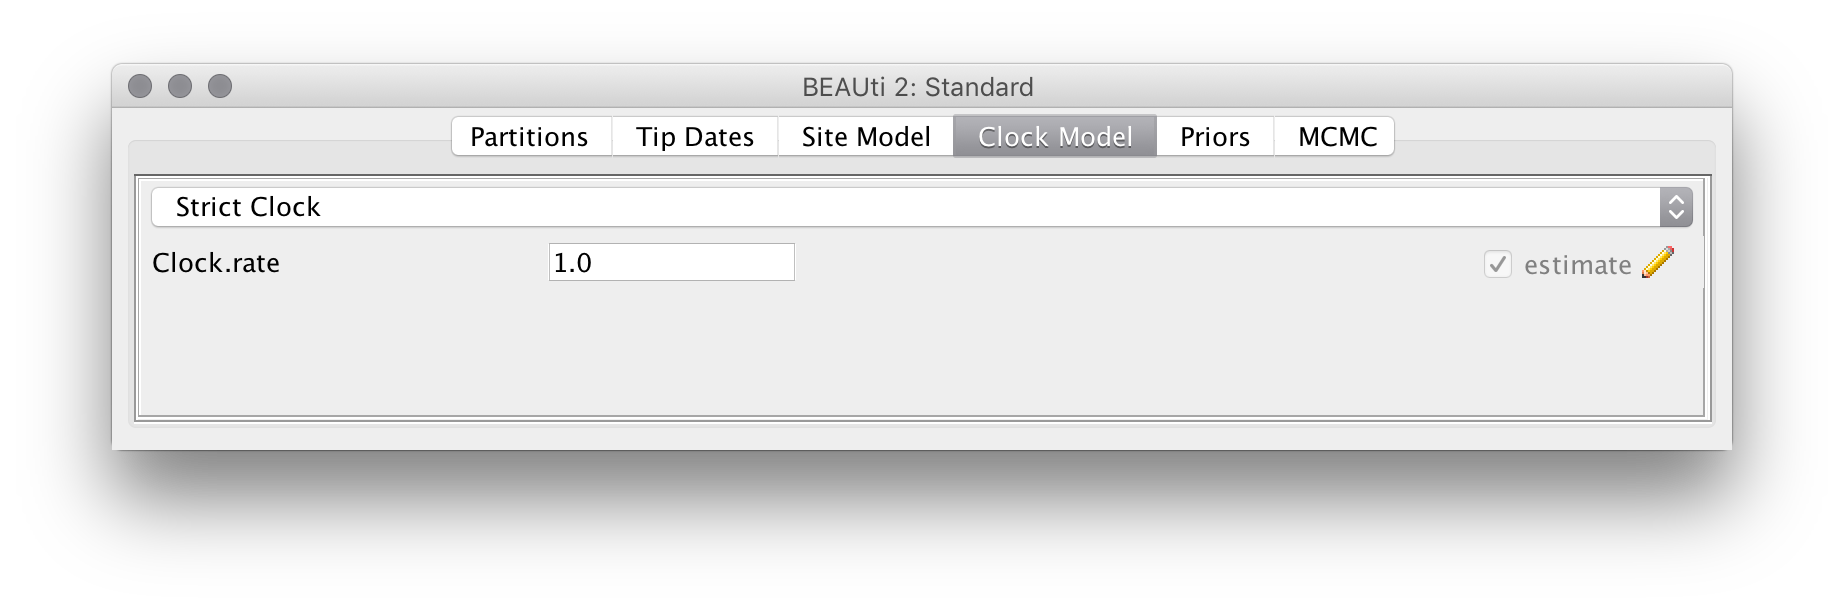 BEAUti 2: Standard
Partitions Tip Dates Site Model Clock Model Priors MCMC
Strict Clock
Clock.rate 1.0 estimate